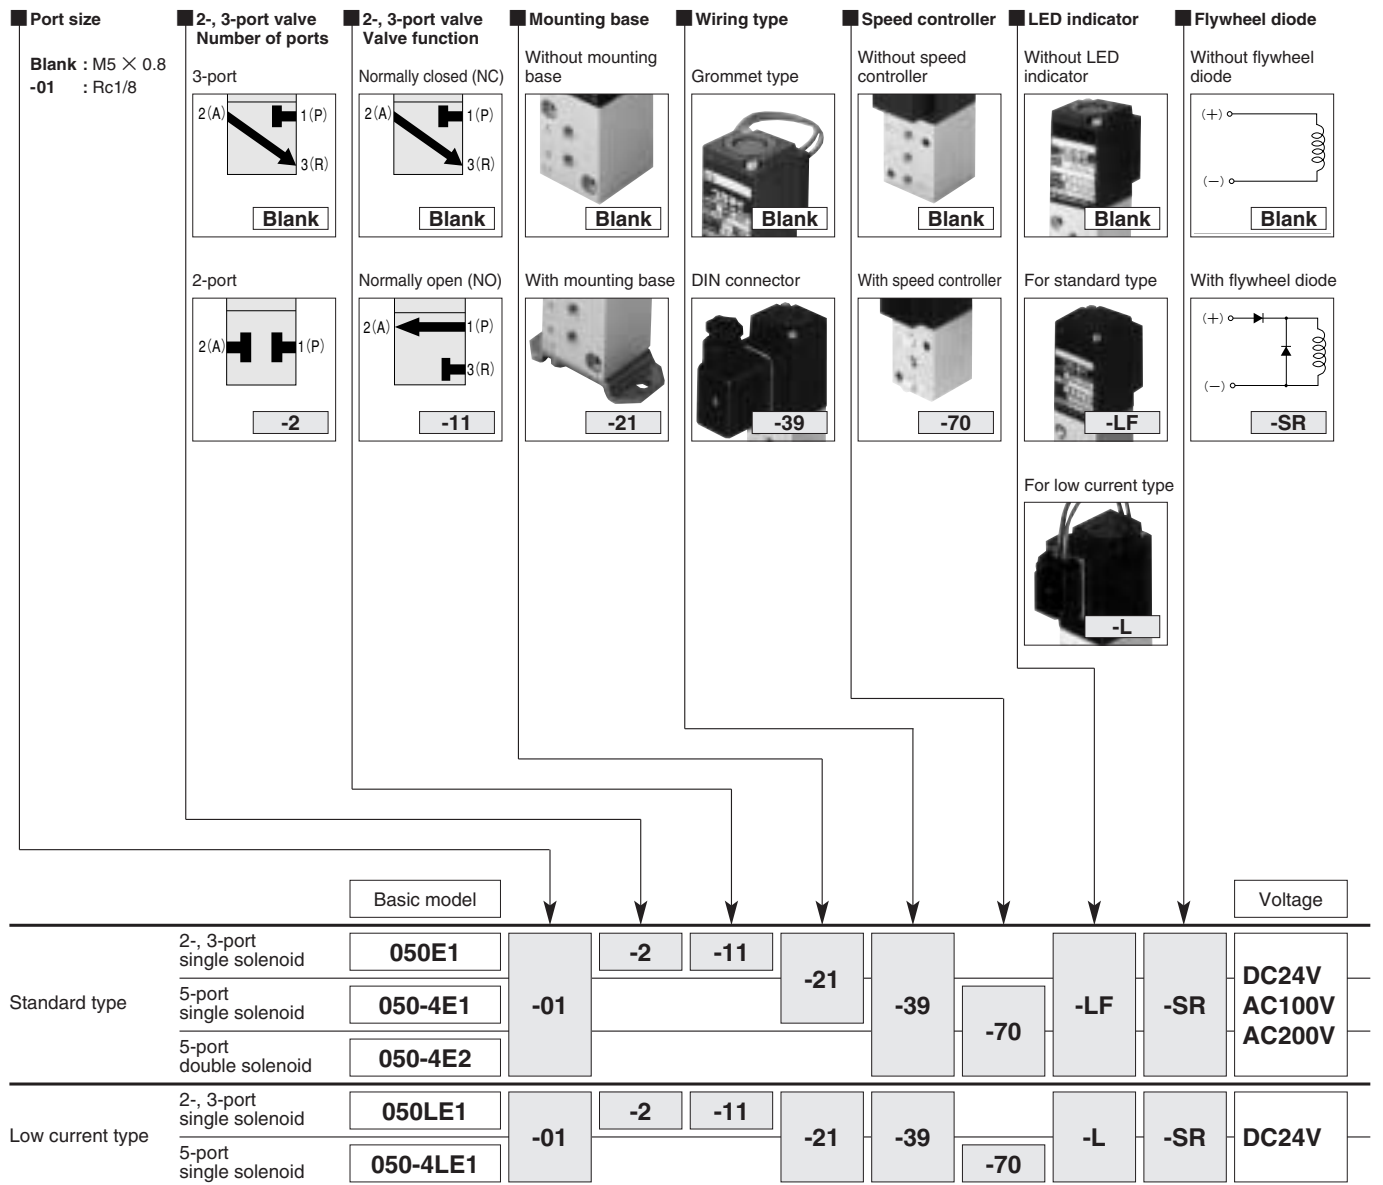 Port size
Blank : M5 × 0.8
-01 : Rc1/8
2-, 3-port valve
Number of ports
3-port
2(A)
1(P)
3(R)
Blank
2-port
2(A)
1(P)
-2
2-, 3-port valve
Valve function
Normally closed (NC)
2(A)
1(P)
3(R)
Blank
Normally open (NO)
2(A)
1(P)
3(R)
-11
Mounting base
Without mounting
base
Blank
With mounting base
-21
Wiring type
Grommet type
Blank
DIN connector
-39
Speed controller
Without speed
controller
Blank
With speed controller
-70
LED indicator
Without LED
indicator
Blank
For standard type
-LF
For low current type
-L
Flywheel diode
Without flywheel
diode
(+)
(−)
Blank
With flywheel diode
(+)
(−)
-SR
Basic model
Voltage
Standard type
2-, 3-port
single solenoid
050E1
5-port
single solenoid
050-4E1
5-port
double solenoid
050-4E2
-01
-2
-11
-21
-39
-70
-LF
-SR
DC24V
AC100V
AC200V
Low current type
2-, 3-port
single solenoid
050LE1
5-port
single solenoid
050-4LE1
-01
-2
-11
-21
-39
-70
-L
-SR
DC24V